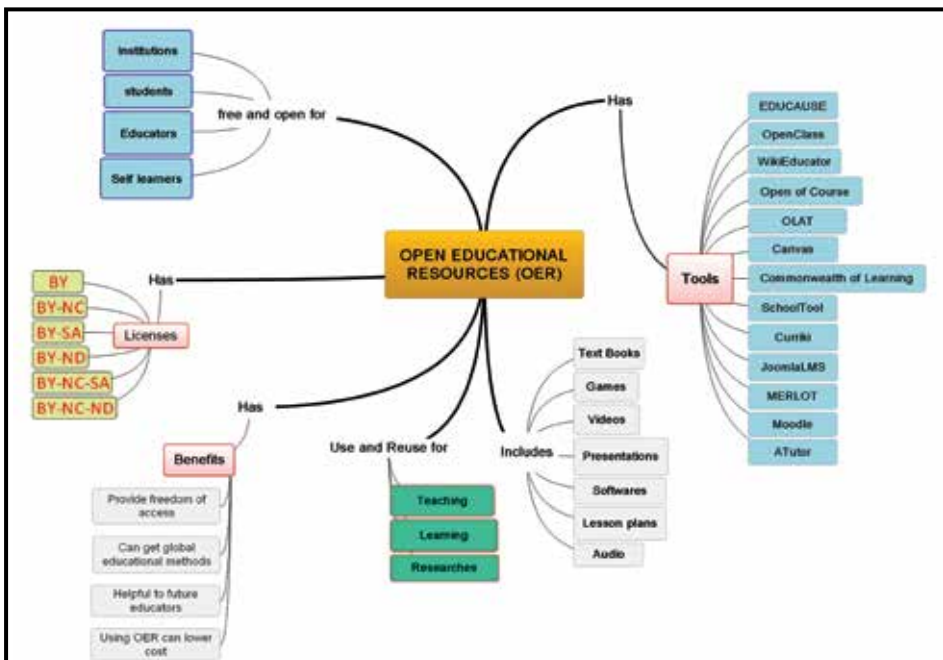 Institutions
students
Educators
Self learners
free and open for
Has
EDUCAUSE
OpenClass
WikiEducator
Open of Course
OLAT
Canvas
Commonwealth of Learning
SchoolTool
Curriki
JoomlaLMS
MERLOT
Moodle
ATutor
Tools
OPEN EDUCATIONAL
RESOURCES (OER)
Has
Licenses
BY
BY-NC
BY-SA
BY-ND
BY-NC-SA
BY-NC-ND
Has
Benefits
Provide freedom of
access
Can get global
educational methods
Helpful to future
educators
Using OER can lower
cost
Use and Reuse for
Teaching
Learning
Researches
Includes
Text Books
Games
Videos
Presentations
Softwares
Lesson plans
Audio